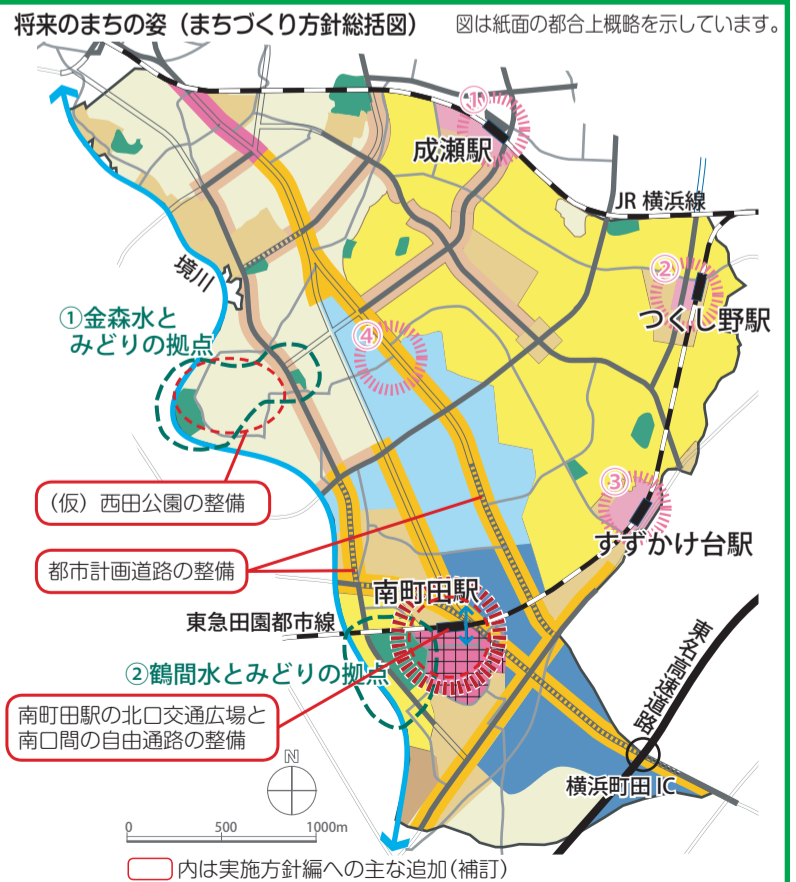 将来のまちの姿（まちづくり方針総括図）
図は紙面の都合上概略を示しています。
①
成瀬駅
JR 横浜線
②
つくし野駅
境川
①金森水と
みどりの拠点
④
③
(仮) 西田公園の整備
すずかけ台駅
都市計画道路の整備
南町田駅
東急田園都市線
東名高速道路
②鶴間水とみどりの拠点
南町田駅の北口交通広場と
南口間の自由通路の整備
横浜町田 IC
N
0 500 1000m
内は実施方針編への主な追加(補訂)